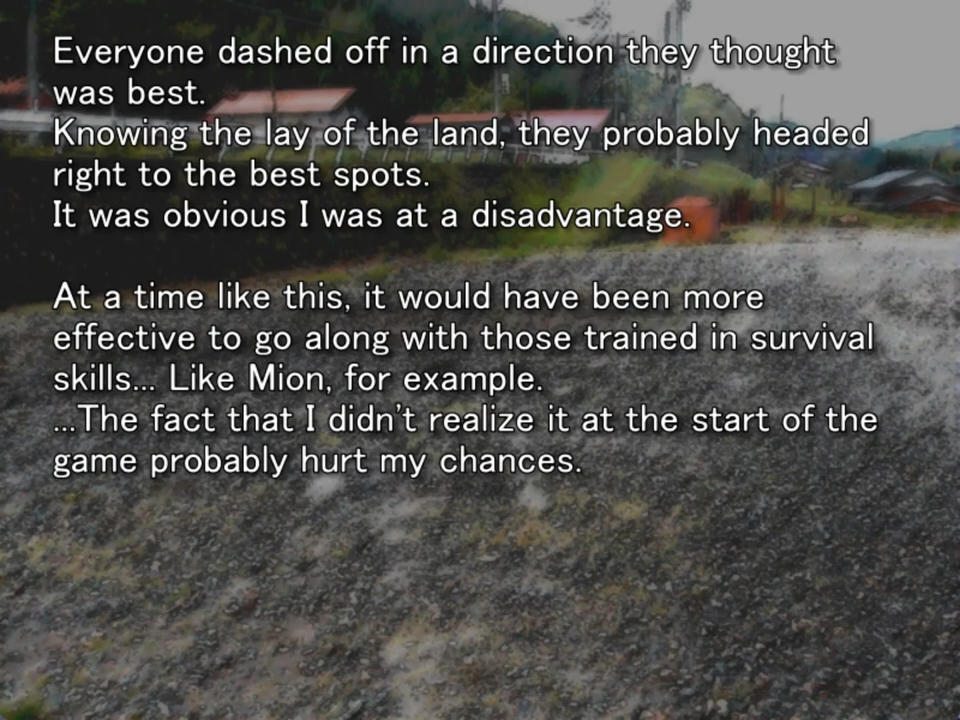 Everyone dashed off in a direction they thought
was best.
Knowing the lay of the land, they probably headed
right to the best spots.
It was obvious I was at a disadvantage.
At a time like this, it would have been more
effective to go along with those trained in survival
skills... Like Mion, for example.
...The fact that I didn't realize it at the start of the
game probably hurt my chances.